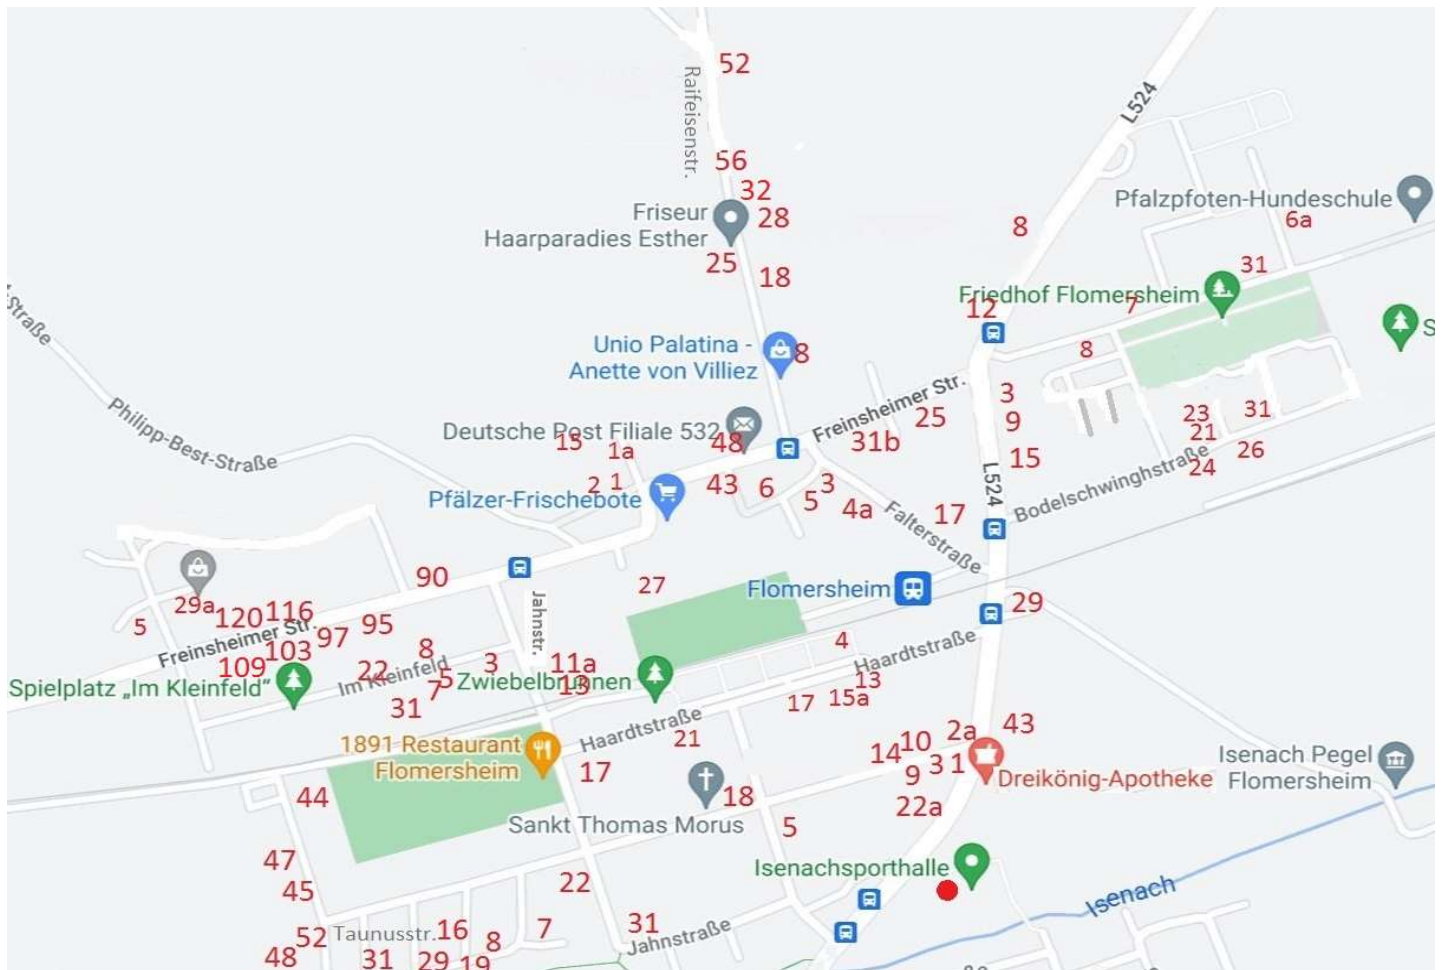 52
Raifeisenstr.
L524
56
32
28
Friseur
Haarparadies Esther
Pfalzpfoten-Hundeschule
6a
8
25
18
31
Friedhof Flomersheim
12
7
Unio Palatina -
Anette von Villiez
8
8
S
Philipp-Best-Straße
Freinsheimer Str.
3
25
9
23
31
21
Deutsche Post Filiale 532
15
1a
48
31b
15
26
24
Bodelschwinghstraße
L524
2
1
43
6
3
5
4a
17
Pfälzer-Frischebote
Falterstraße
90
27
Flomersheim
29a
120
116
5
Freinsheimer Str.
97
95
Jahnstr.
29
109
103
8
22
5
3
11a
13
4
Haardtstraße
Spielplatz „Im Kleinfeld"
Im Kleinfeld
7
31
Zwiebelbrunnen
17
15a
13
1891 Restaurant
Flomersheim
Haardtstraße
21
17
43
2a
10
14
3
1
9
Dreikönig-Apotheke
Isenach Pegel
Flomersheim
44
18
22a
Sankt Thomas Morus
5
47
45
22
Isenachsporthalle
Isenach
52
Taunusstr.
16
8
7
31
Jahnstraße
48
31
29
19